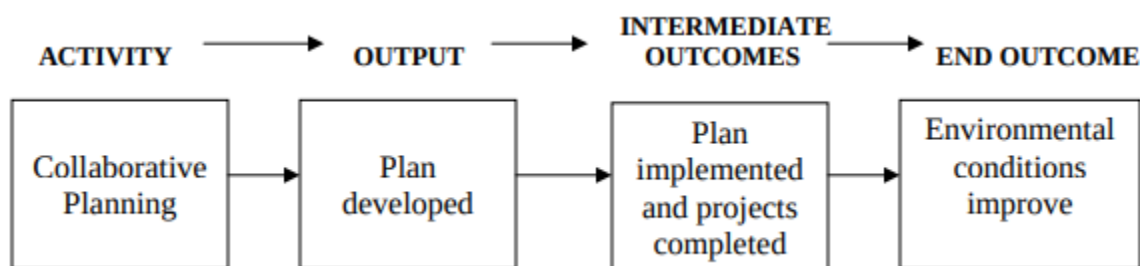 ACTIVITY
OUTPUT
INTERMEDIATE
OUTCOMES
END OUTCOME
Collaborative
Planning
Plan
developed
Plan
implemented
and projects
completed
Environmental
conditions
improve